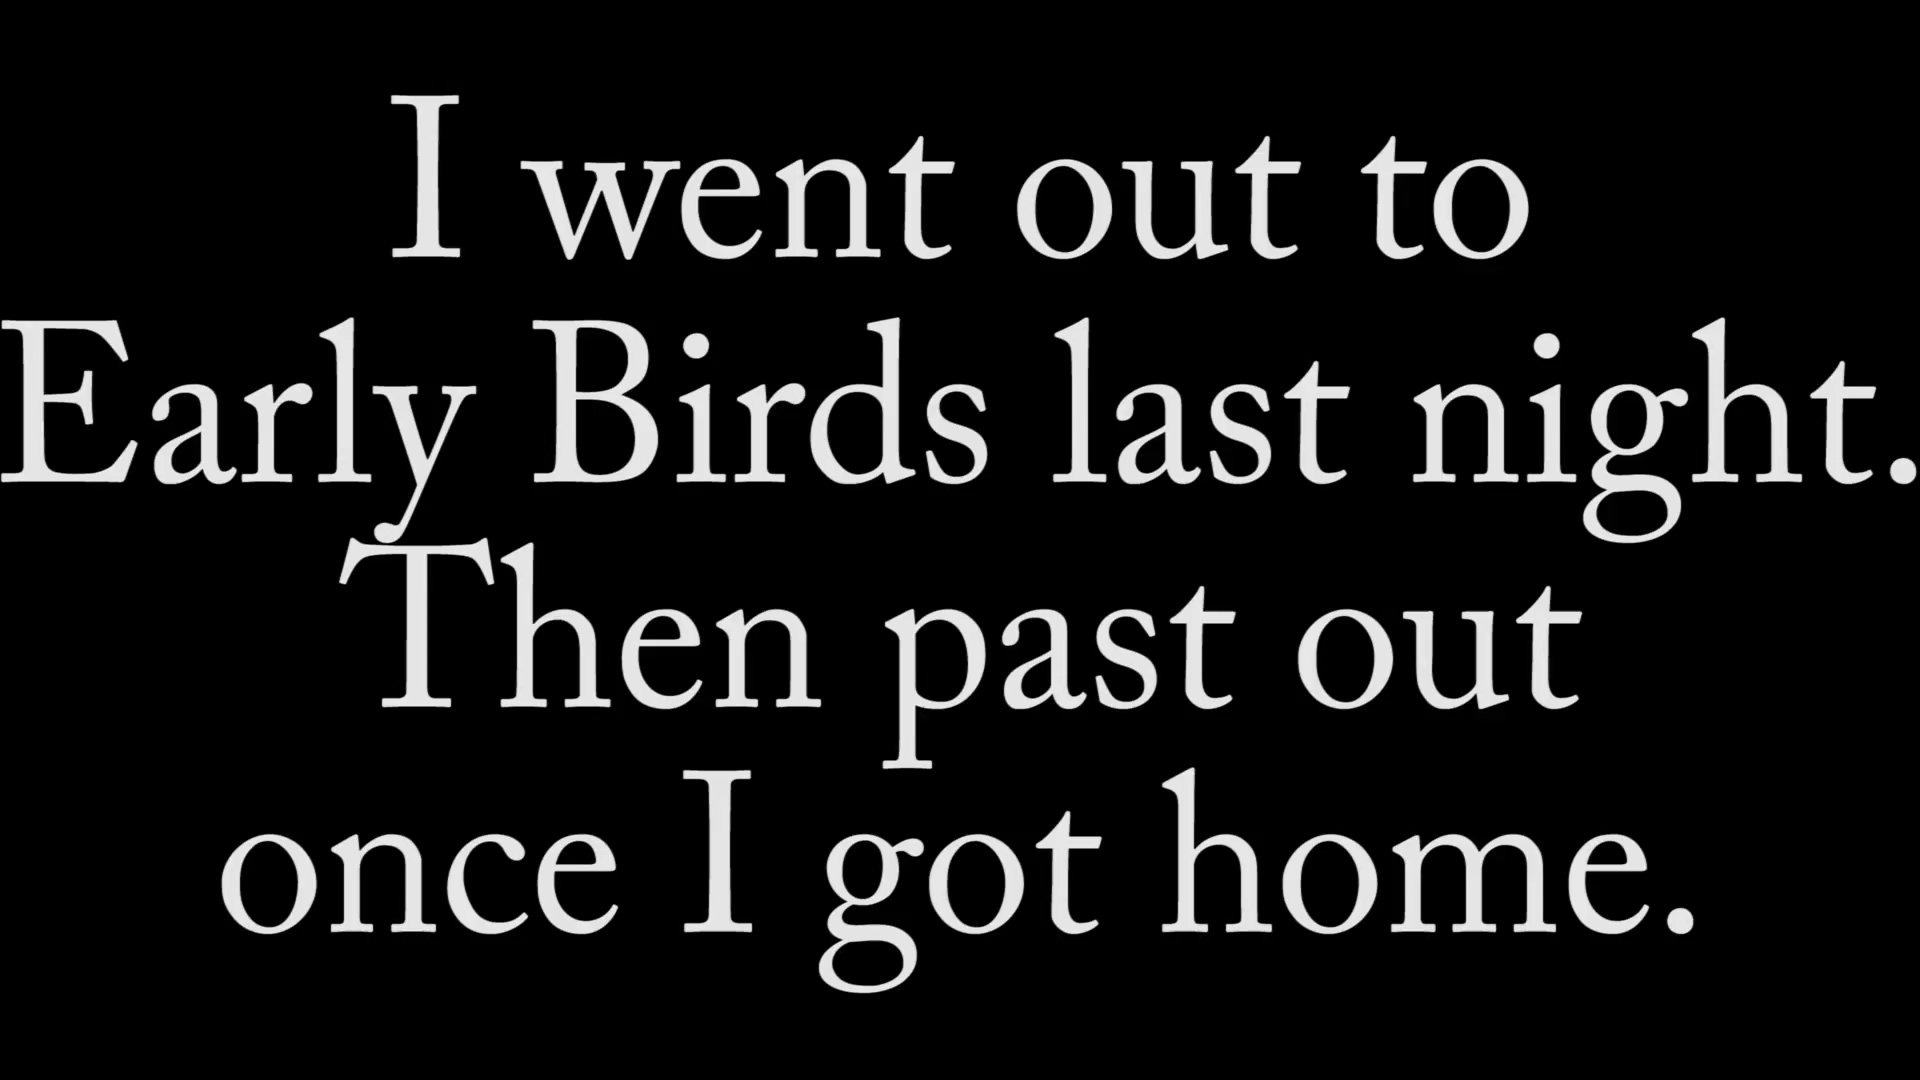 I went out to
Early Birds last night.
Then past out
once I got home.